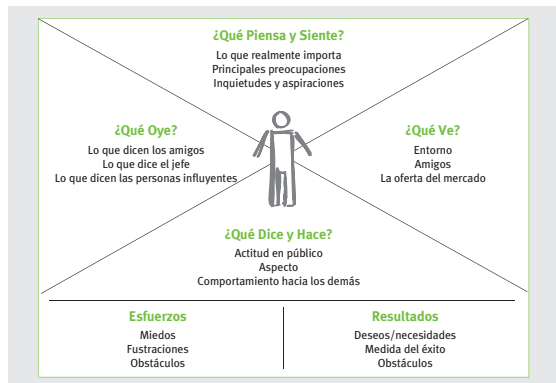 ¿Qué Piensa y Siente?
Lo que realmente importa
Principales preocupaciones
Inquietudes y aspiraciones
¿Qué Oye?
Lo que dicen los amigos
Lo que dice el jefe
Lo que dicen las personas influyentes
¿Qué Ve?
Entorno
Amigos
La oferta del mercado
¿Qué Dice y Hace?
Actitud en público
Aspecto
Comportamiento hacia los demás
Esfuerzos
Miedos
Fustraciones
Obstáculos
Resultados
Deseos/necesidades
Medida del éxito
Obstáculos